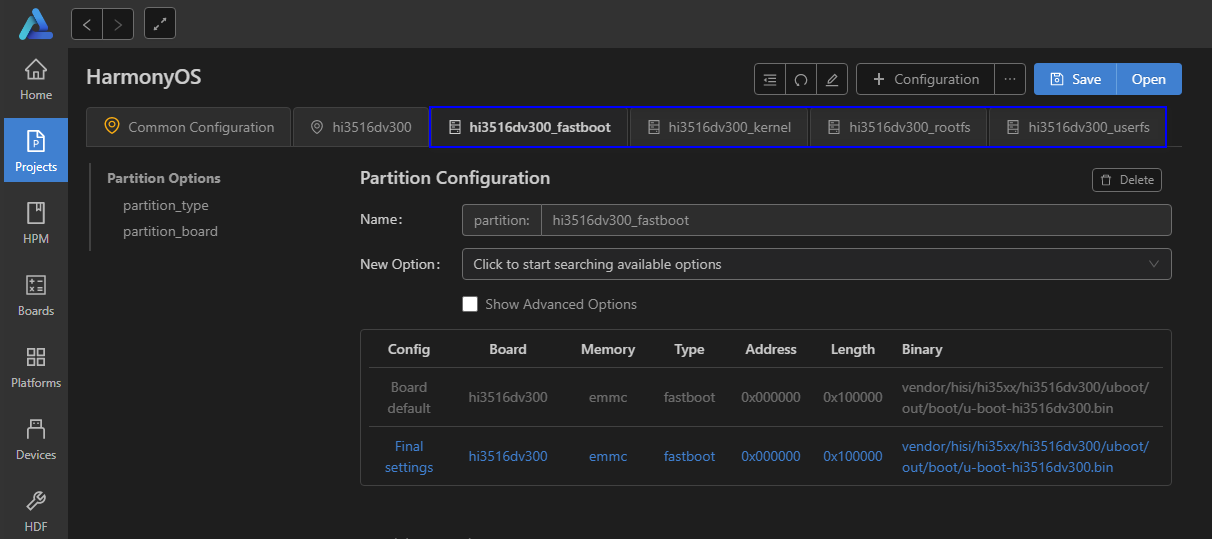 HarmonyOS
Configuration
...
Save
Open
Home
Projects
HPM
Boards
Platforms
Devices
HDF
Common Configuration
hi3516dv300
hi3516dv300_fastboot
hi3516dv300_kernel
hi3516dv300_rootfs
hi3516dv300_userfs
Partition Options
partition_type
partition_board
Partition Configuration
Delete
Name:
partition:
hi3516dv300_fastboot
New Option:
Click to start searching available options
Show Advanced Options
Config Board Memory Type Address Length Binary
Board default hi3516dv300 emmc fastboot 0x000000 0x100000 vendor/hisi/hi35xx/hi3516dv300/uboot/
out/boot/u-boot-hi3516dv300.bin
Final settings hi3516dv300 emmc fastboot 0x000000 0x100000 vendor/hisi/hi35xx/hi3516dv300/uboot/
out/boot/u-boot-hi3516dv300.bin